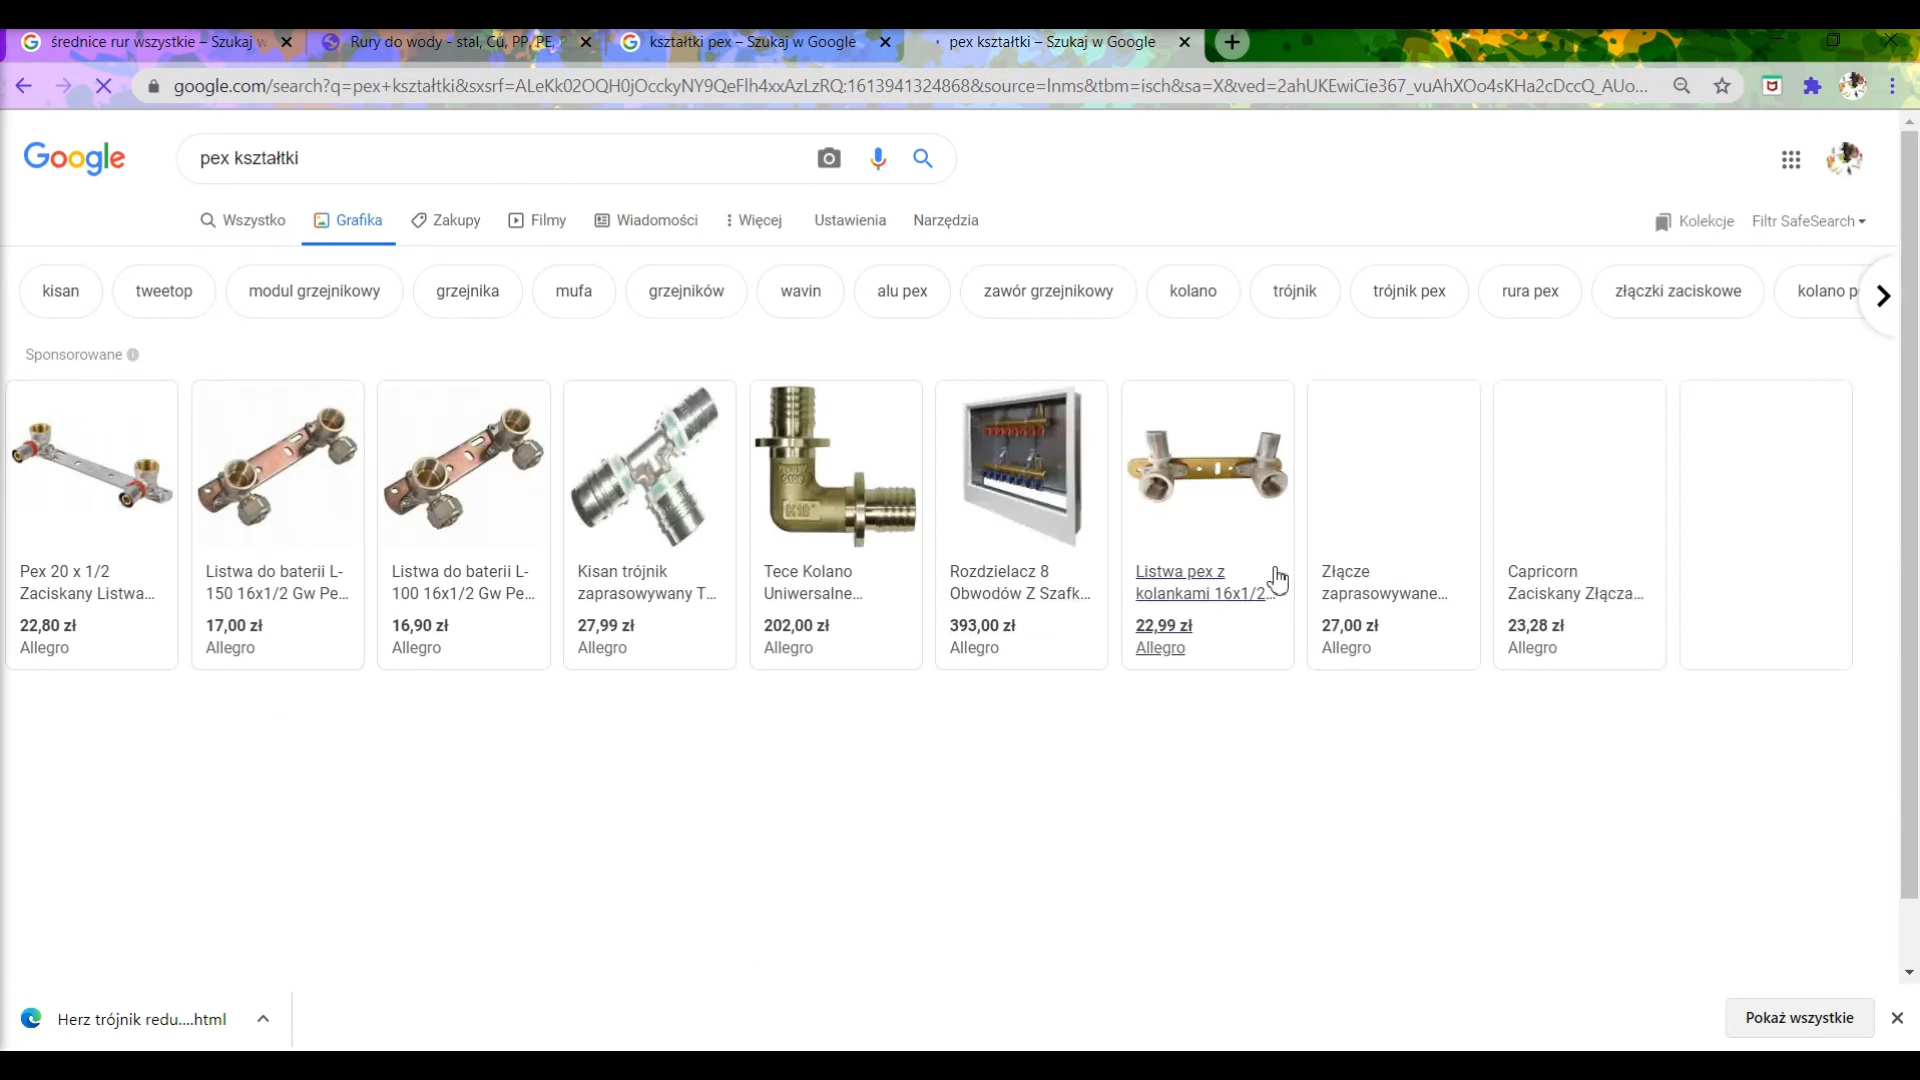 średnice rur wszystkie – Szukaj w
Rury do wody - stal, Cu, PP, PE, P
kształtki pex – Szukaj w Google
pex kształtki – Szukaj w Google
google.com/search?q=pex+kształtki&sxsrf=ALeKk02OQH0jOcckyNY9QeFlh4xxAzLzRQ:1613941324868&source=lnms&tbm=isch&sa=X&ved=2ahUKEwiCie367_vuAhXOo4sKHa2cDccQ_AUo...
Google
pex kształtki
Wszystko
Grafika
Zakupy
Filmy
Wiadomości
Więcej
Ustawienia
Narzędzia
Kolekcje
Filtr SafeSearch
kisan
tweetop
modul grzejnikowy
grzejnika
mufa
grzejników
wavin
alu pex
zawór grzejnikowy
kolano
trójnik
trójnik pex
rura pex
złączki zaciskowe
kolano p
Sponsorowane
Pex 20 x 1/2
Zaciskany Listwa...
22,80 zł
Allegro
Listwa do baterii L-
150 16x1/2 Gw Pe...
17,00 zł
Allegro
Listwa do baterii L-
100 16x1/2 Gw Pe...
16,90 zł
Allegro
Kisan trójnik
zaprasowywany T...
27,99 zł
Allegro
Tece Kolano
Uniwersalne...
202,00 zł
Allegro
Rozdzielacz 8
Obwodów Z Szafk...
393,00 zł
Allegro
Listwa pex z
kolankami 16x1/2...
22,99 zł
Allegro
Złącze
zaprasowywane...
27,00 zł
Allegro
Capricorn
Zaciskany Złącza...
23,28 zł
Allegro
Herz trójnik redu....html
Pokaż wszystkie